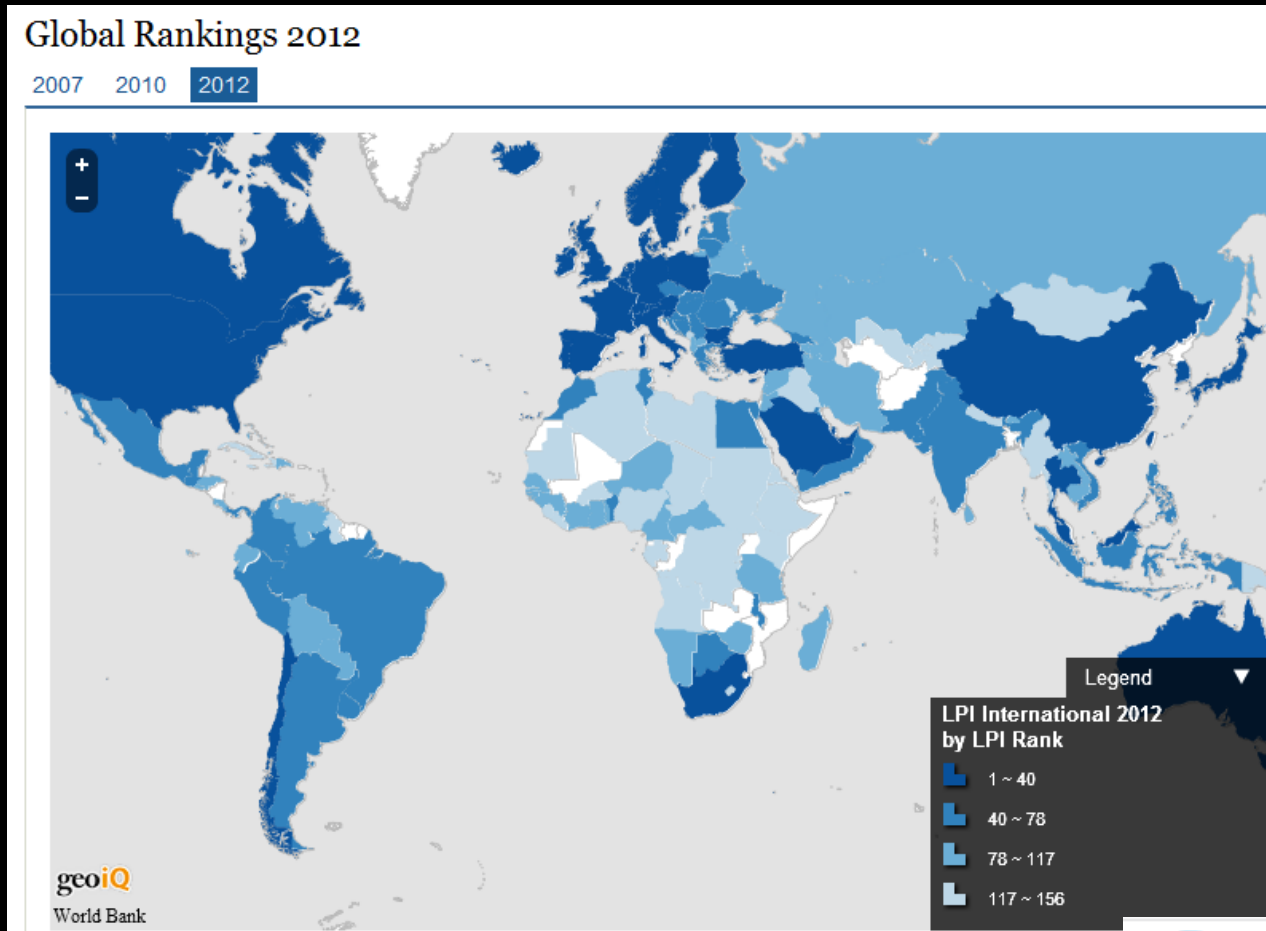 Global Rankings 2012
2007 2010 2012
+
−
Legend ▼
LPI International 2012
by LPI Rank
1 ~ 40
40 ~ 78
78 ~ 117
117 ~ 156
geoiQ
World Bank